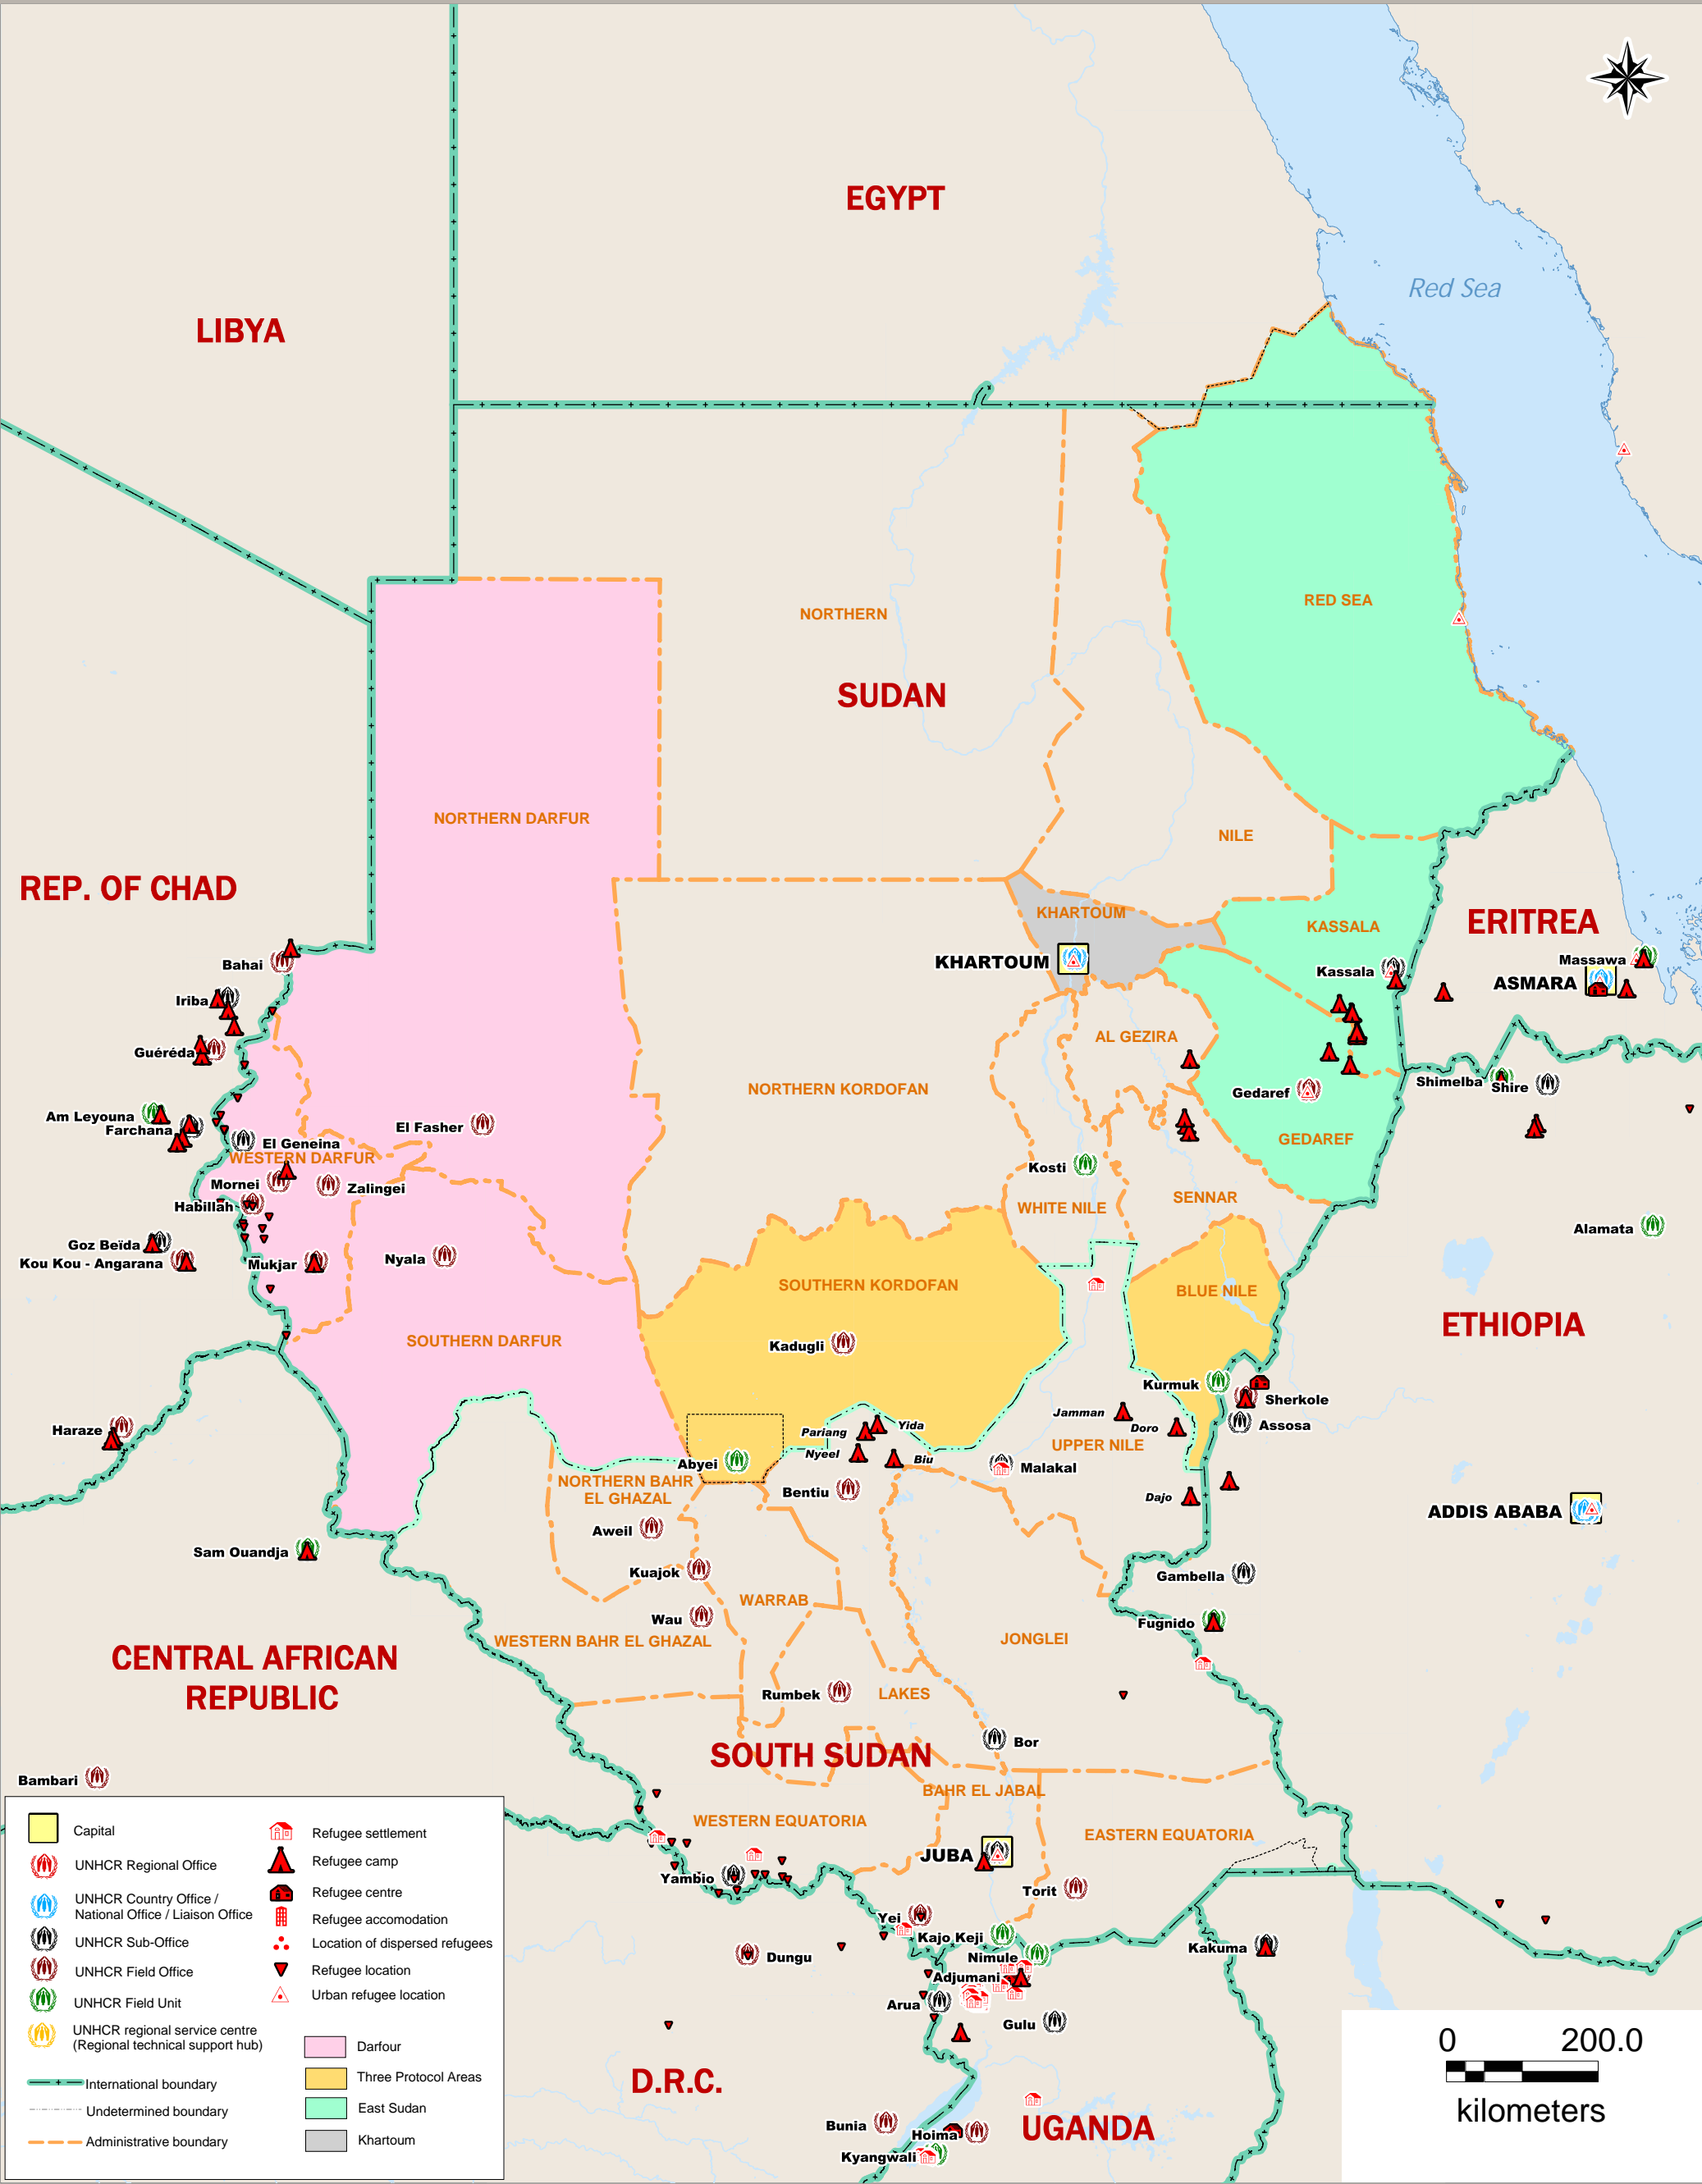 EGYPT
Red Sea
LIBYA
RED SEA
NORTHERN
SUDAN
NORTHERN DARFUR
NILE
REP. OF CHAD
KHARTOUM
KASSALA
ERITREA
KHARTOUM
Bahai
Kassala
Massawa
ASMARA
Iriba
Guéréda
AL GEZIRA
NORTHERN KORDOFAN
Gedaref
Shimelba
Shire
Am Leyouna
Farchana
El Fasher
El Geneina
WESTERN DARFUR
GEDAREF
Kosti
Mornei
Zalingei
Habillah
WHITE NILE
SENNAR
Alamata
Goz Beïda
Kou Kou - Angarana
Mukjar
Nyala
SOUTHERN KORDOFAN
BLUE NILE
ETHIOPIA
SOUTHERN DARFUR
Kadugli
Kurmuk
Sherkole
Jamman
Assosa
Haraze
Pariang
Yida
Doro
Nyeel
Biu
UPPER NILE
Abyei
Malakal
NORTHERN BAHR
EL GHAZAL
Bentiu
Dajo
ADDIS ABABA
Aweil
Sam Ouandja
Kuajok
Gambella
WARRAB
Wau
Fugnido
WESTERN BAHR EL GHAZAL
JONGLEI
CENTRAL AFRICAN
REPUBLIC
Rumbek
LAKES
Bor
SOUTH SUDAN
Bambari
BAHR EL JABAL
WESTERN EQUATORIA
EASTERN EQUATORIA
JUBA
Yambio
Torit
Yei
Kajo Keji
Kakuma
Dungu
Nimule
Adjumani
Arua
Gulu
D.R.C.
UGANDA
Bunia
Hoima
Kyangwali
Capital
UNHCR Regional Office
UNHCR Country Office /
National Office / Liaison Office
UNHCR Sub-Office
UNHCR Field Office
UNHCR Field Unit
UNHCR regional service centre
(Regional technical support hub)
International boundary
Undetermined boundary
Administrative boundary
Refugee settlement
Refugee camp
Refugee centre
Refugee accomodation
Location of dispersed refugees
Refugee location
Urban refugee location
Darfour
Three Protocol Areas
East Sudan
Khartoum
0 200.0
kilometers